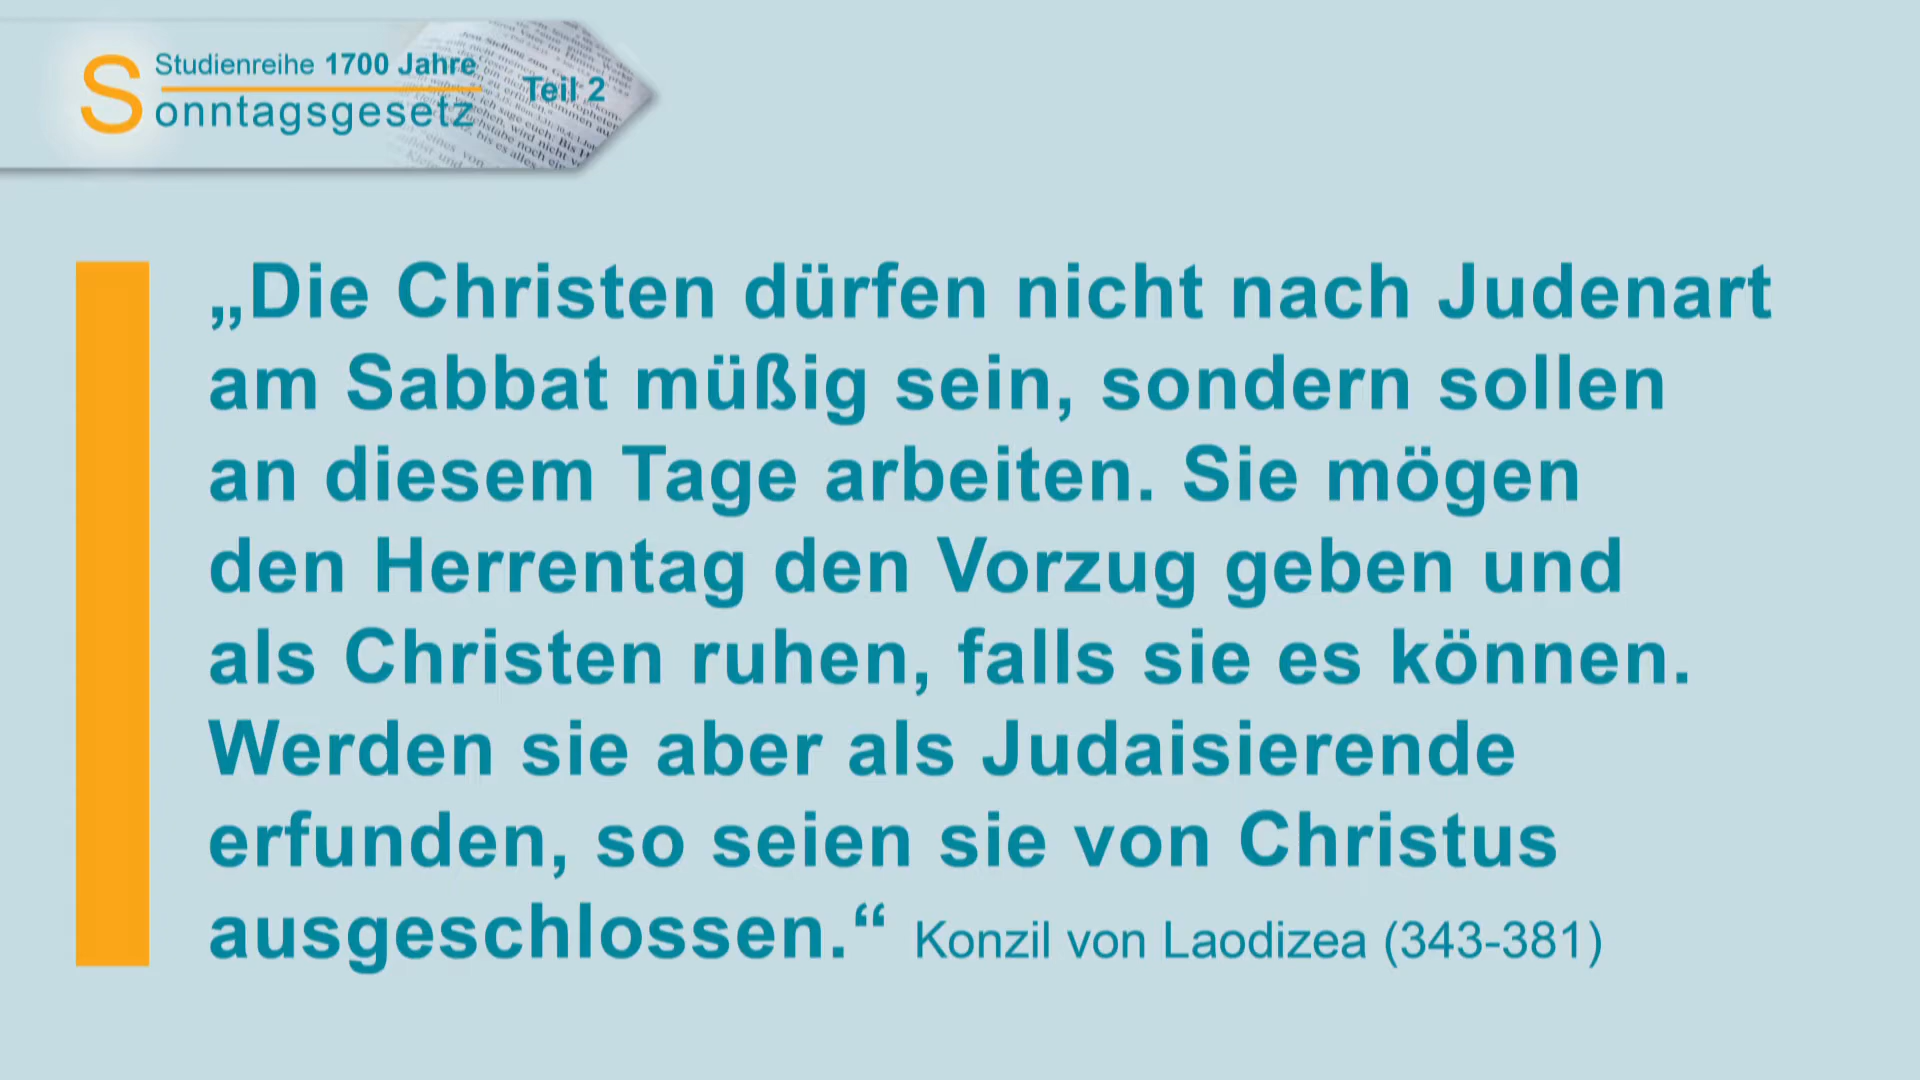 Studienreihe 1700 Jahre
Sonntagsgesetz
Teil 2
„Die Christen dürfen nicht nach Judenart
am Sabbat müßig sein, sondern sollen
an diesem Tage arbeiten. Sie mögen
den Herrentag den Vorzug geben und
als Christen ruhen, falls sie es können.
Werden sie aber als Judaisierende
erfunden, so seien sie von Christus
ausgeschlossen.“ Konzil von Laodizea (343-381)